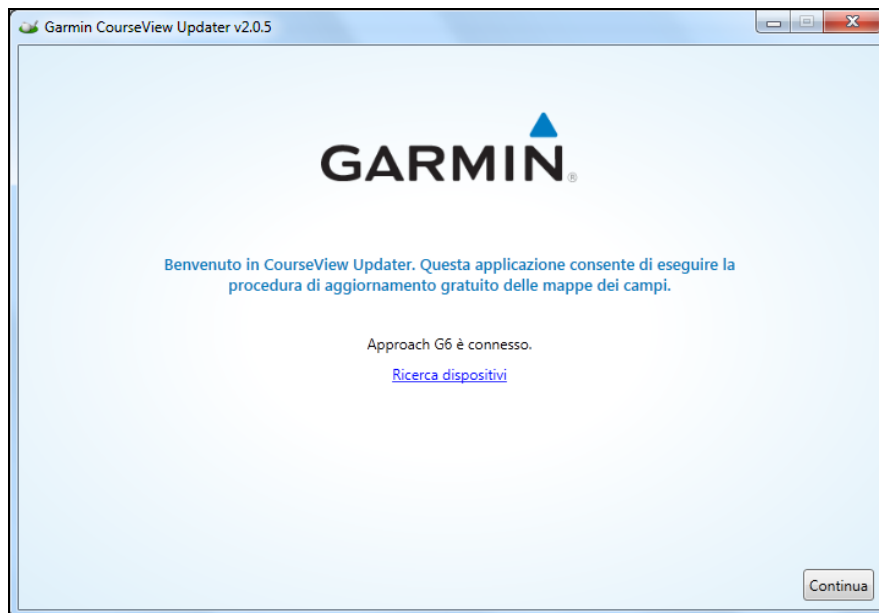 Garmin CourseView Updater v2.0.5
GARMIN®
Benvenuto in CourseView Updater. Questa applicazione consente di eseguire la
procedura di aggiornamento gratuito delle mappe dei campi.
Approach G6 è connesso.
Ricerca dispositivi
Continua